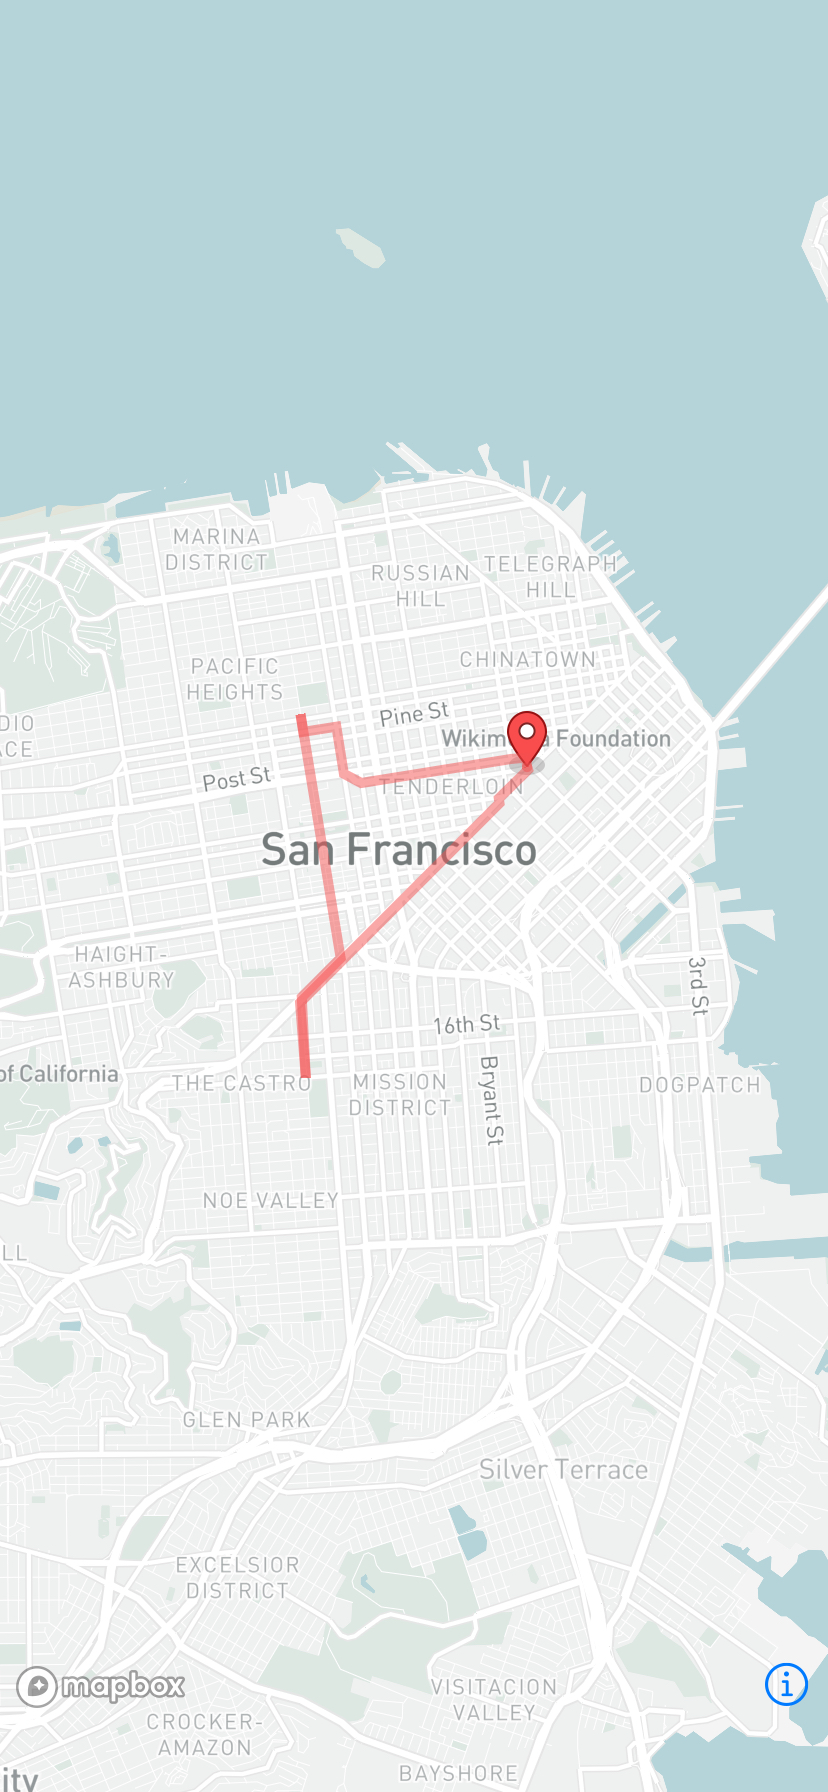 MARINA
DISTRICT
RUSSIAN
HILL
TELEGRAPH
HILL
CHINATOWN
PACIFIC
HEIGHTS
Pine St
DIO
CE
Wikim a Foundation
Post St
TENDERLOIN
San Francisco
HAIGHT-
ASHBURY
3rd St
16th St
of California
THE CASTRO
MISSION
DISTRICT
Bryant St
DOGPATCH
NOE VALLEY
LL
GLEN PARK
Silver Terrace
EXCELSIOR
DISTRICT
mapbox
i
VISITACION
VALLEY
CROCKER-
AMAZON
BAYSHORE
ity